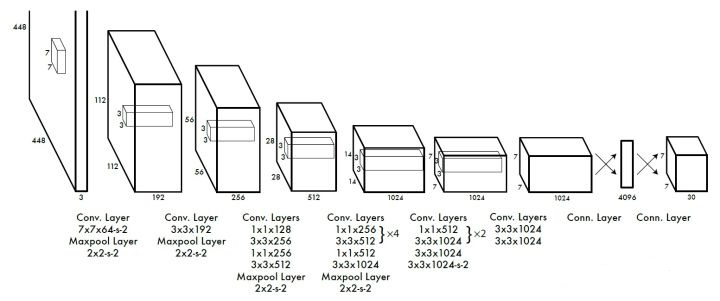 448
448
7
7
3
112
112
3
3
192
56
56
3
3
256
28
28
3
3
512
14
14
3
3
1024
7
7
3
3
1024
7
7
1024
4096
7
7
30
Conv. Layer
7x7x64-s-2
Maxpool Layer
2x2-s-2
Conv. Layer
3x3x192
Maxpool Layer
2x2-s-2
Conv. Layers
1x1x128
3x3x256
1x1x256
3x3x512
Maxpool Layer
2x2-s-2
Conv. Layers
1x1x256
3x3x512
}×4
1x1x512
3x3x1024
Maxpool Layer
2x2-s-2
Conv. Layers
1x1x512
3x3x1024
}×2
3x3x1024
3x3x1024-s-2
Conv. Layers
3x3x1024
3x3x1024
Conn. Layer
Conn. Layer